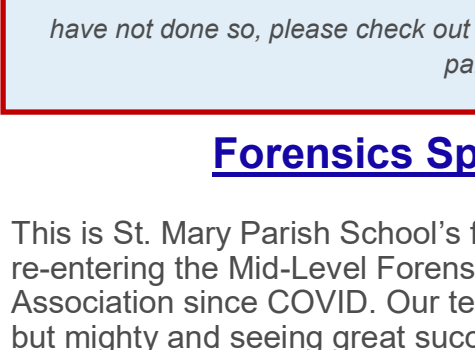 have not done so, please check out
pa
Forensics Sp
This is St. Mary Parish School's f
re-entering the Mid-Level Forens
Association since COVID. Our te
but mighty and seeing great succ